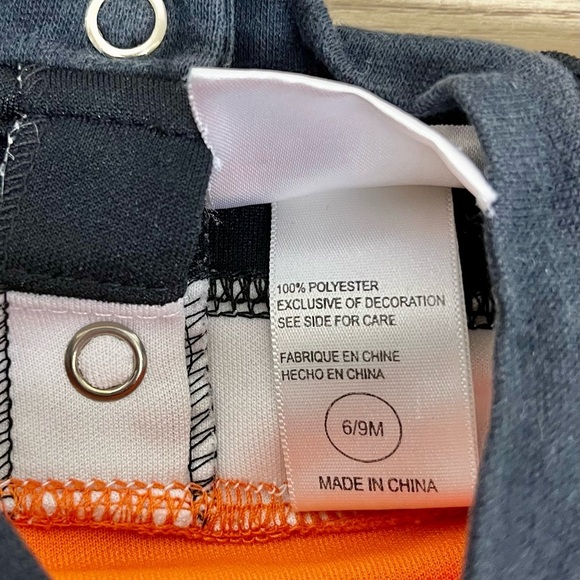 100% POLYESTER
EXCLUSIVE OF DECORATION
SEE SIDE FOR CARE
FABRIQUE EN CHINE
HECHO EN CHINA
6/9M
MADE IN CHINA